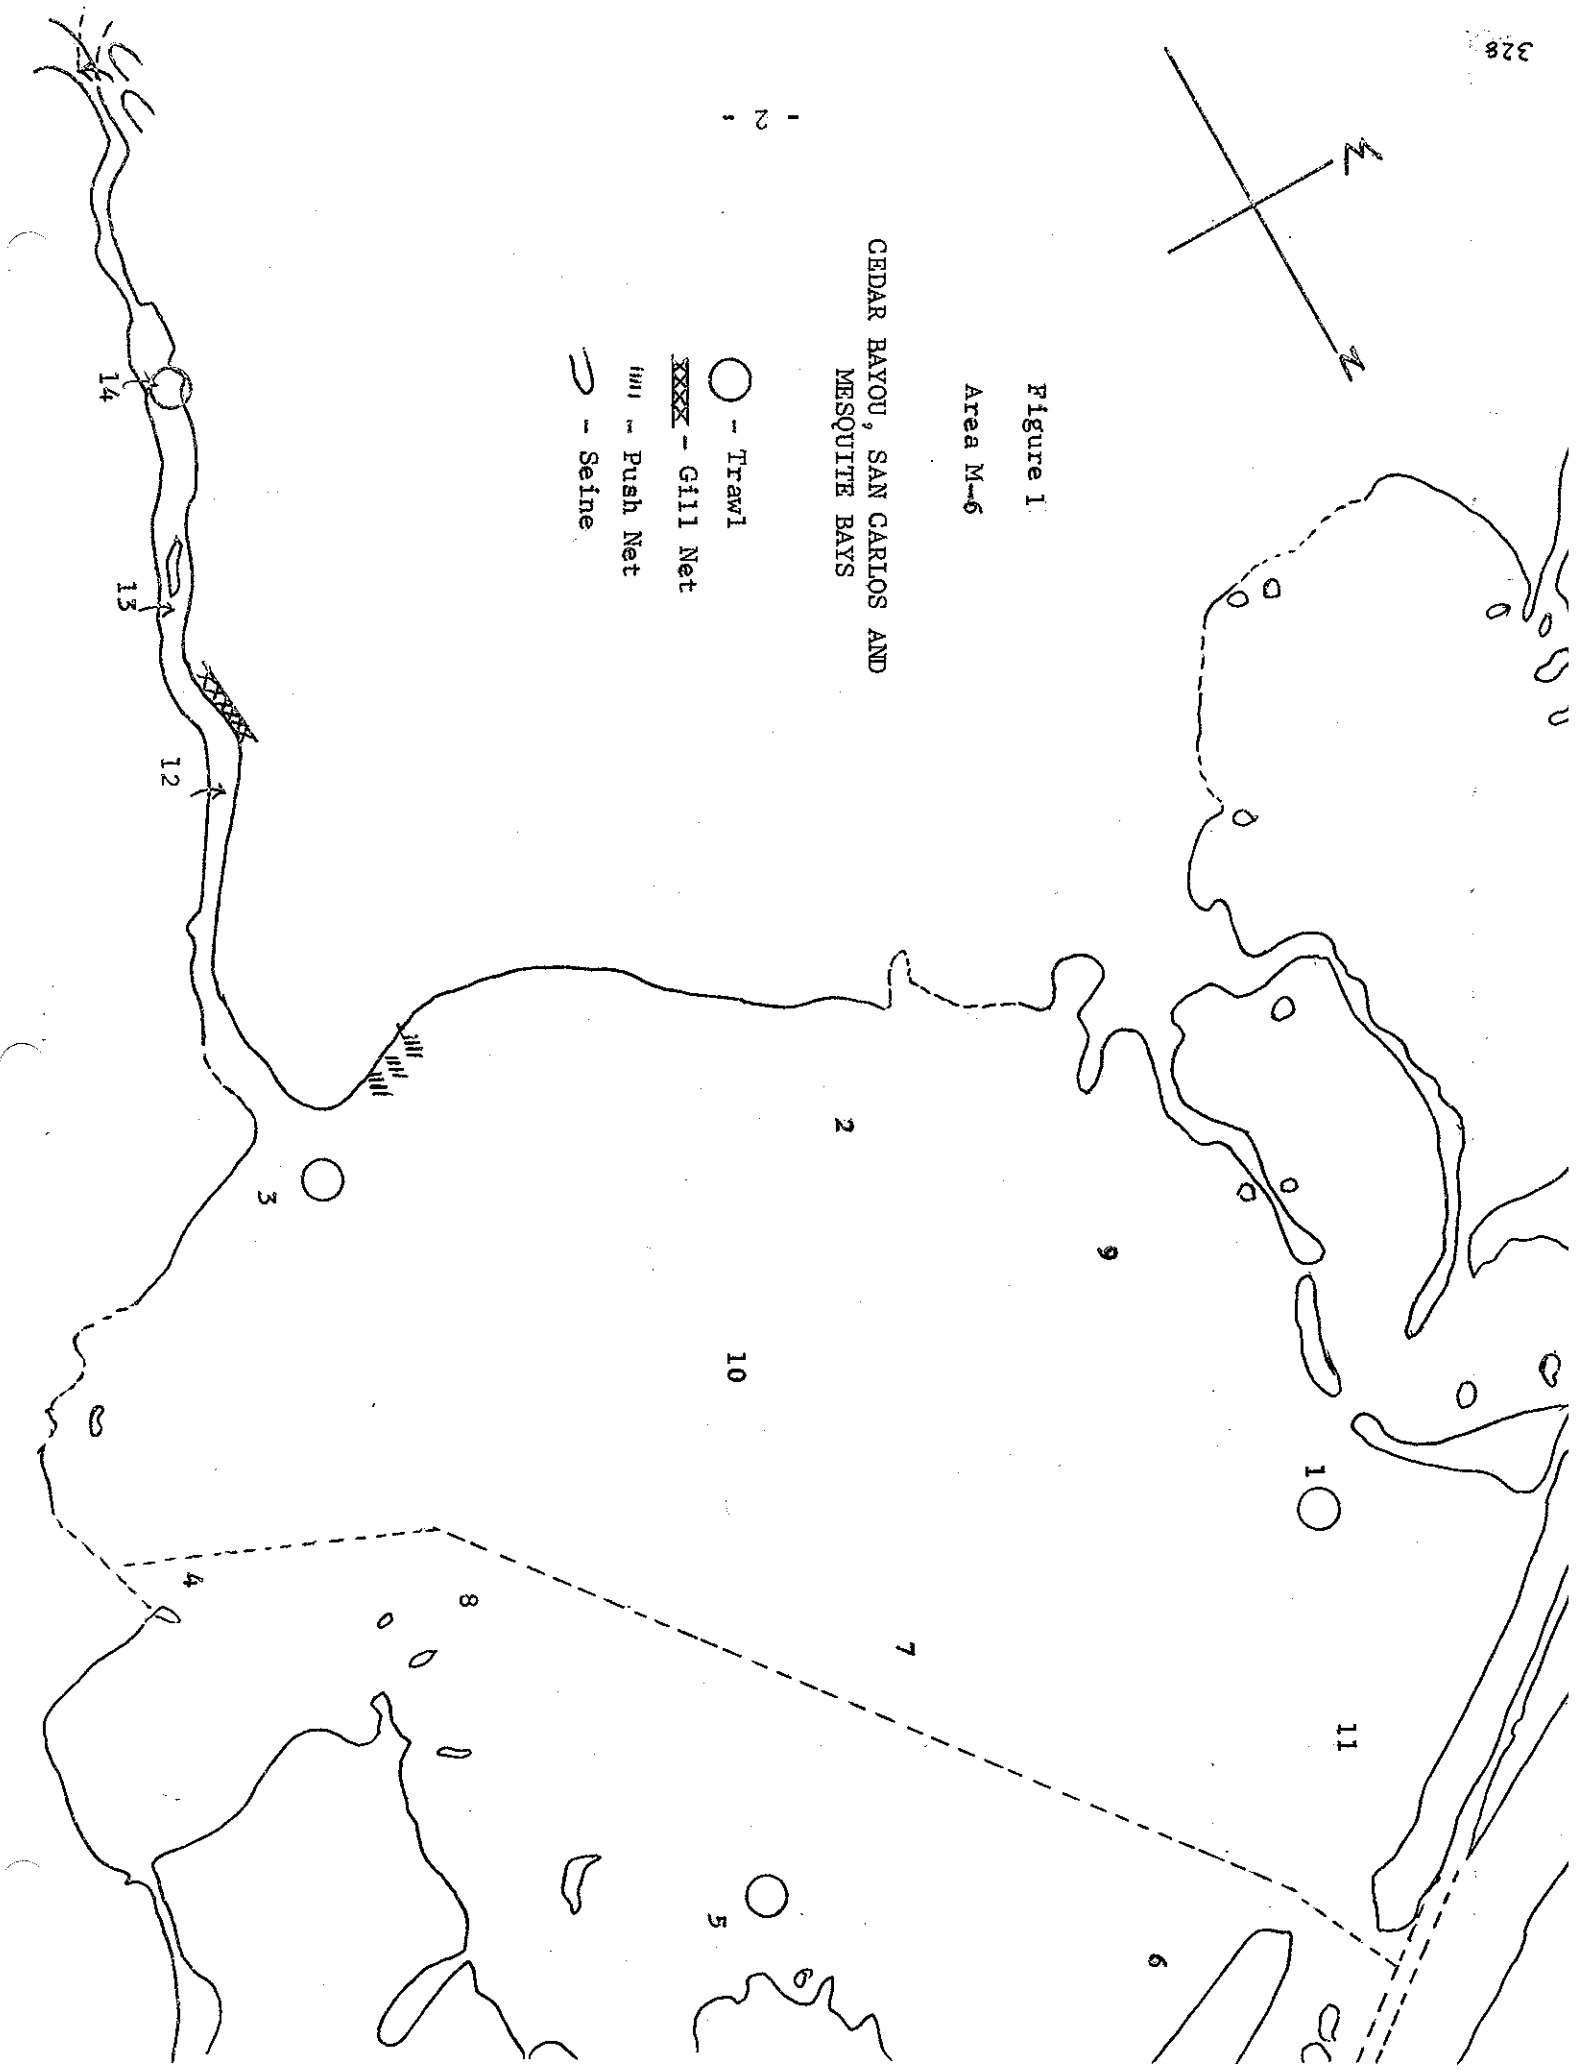 328
- 2 -
W
N
Figure 1
Area M-6
CEDAR BAYOU, SAN CARLOS AND
MESQUITE BAYS
- Trawl
- Gill Net
- Push Net
- Seine
14
13
12
3
2
9
10
1
4
8
7
11
5
6